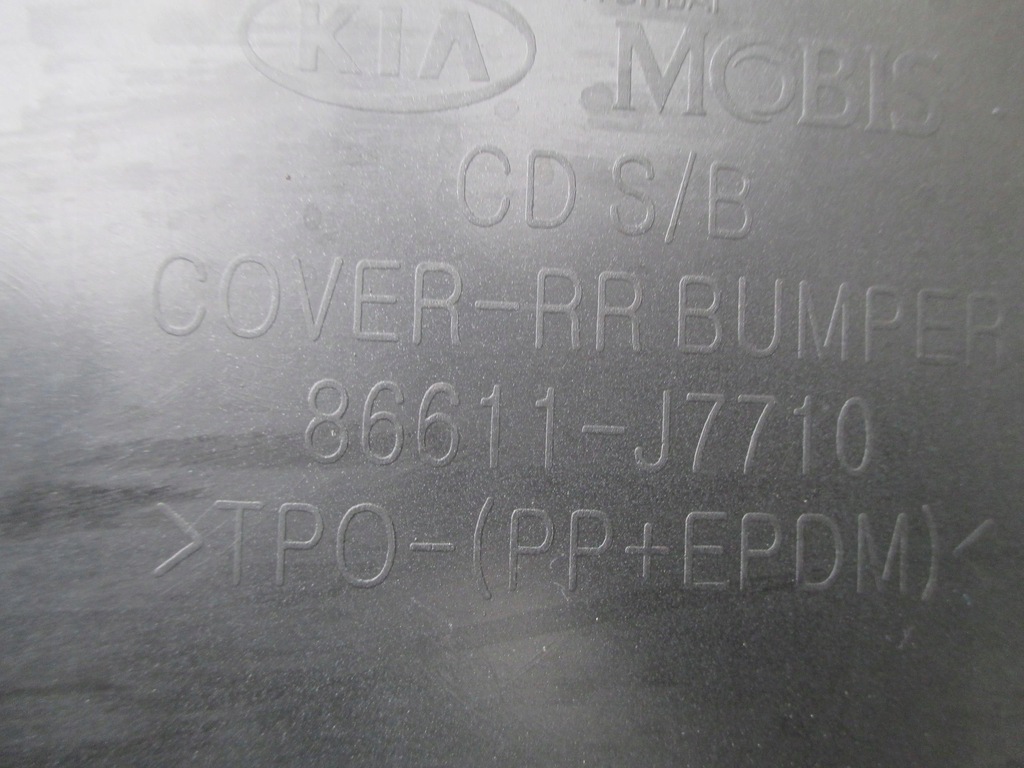 KIA MOBIS
CD S/B
COVER-RR BUMPER
86611-J7710
>TPO-(PP+EPDM)<